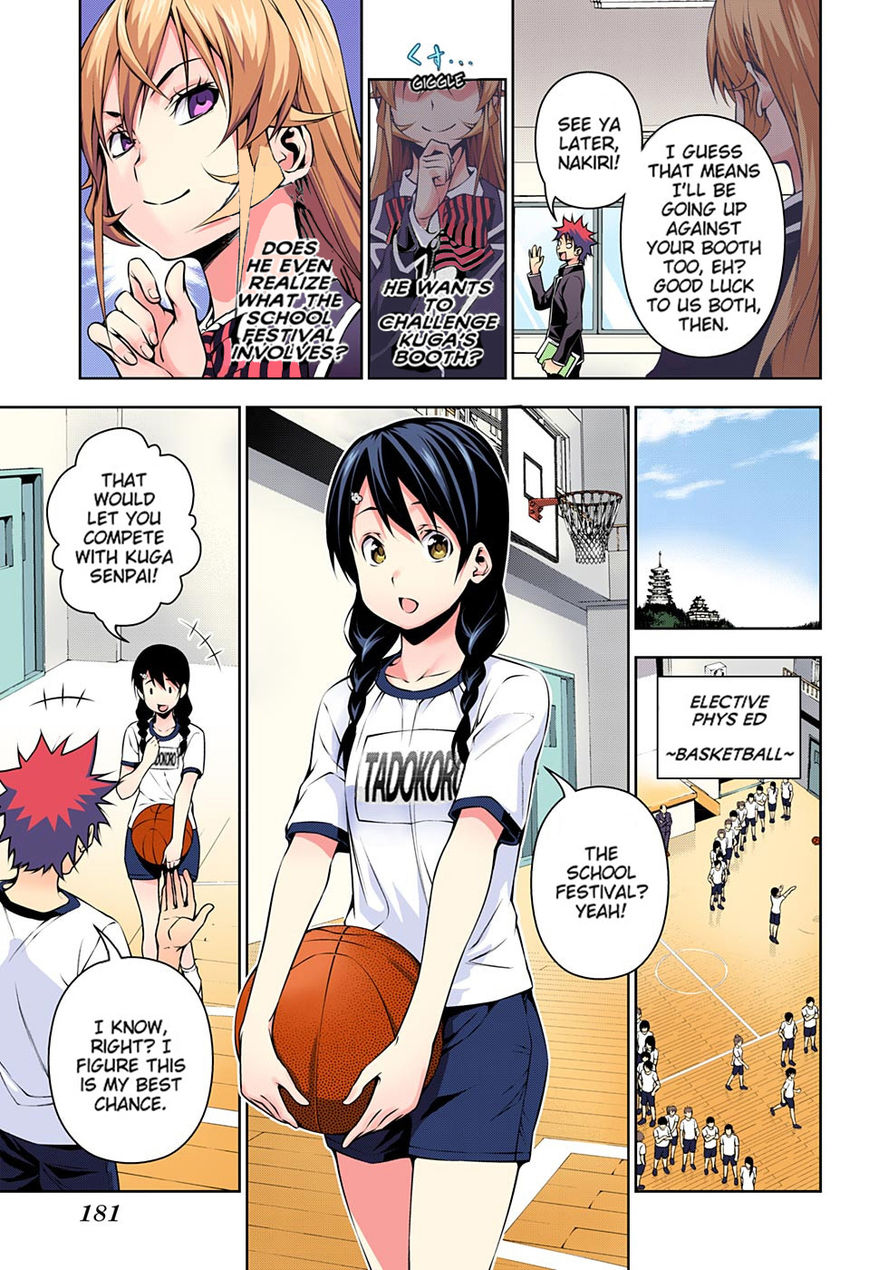 SEE YA
LATER,
NAKIRI!
I GUESS
THAT MEANS
I'LL BE
GOING UP
AGAINST
YOUR BOOTH
TOO, EH?
GOOD LUCK
TO US BOTH,
THEN.
くす...
GIGGLE
HE WANTS
TO
CHALLENGE
KUGA'S
BOOTH?
DOES
HE EVEN
REALIZE
WHAT THE
SCHOOL
FESTIVAL
INVOLVES?
ELECTIVE
PHYS ED
~BASKETBALL~
THE
SCHOOL
FESTIVAL?
YEAH!
TADOKORO
THAT
WOULD
LET YOU
COMPETE
WITH KUGA
SENPAI!
DOKORO
I KNOW,
RIGHT? I
FIGURE THIS
IS MY BEST
CHANCE.
181